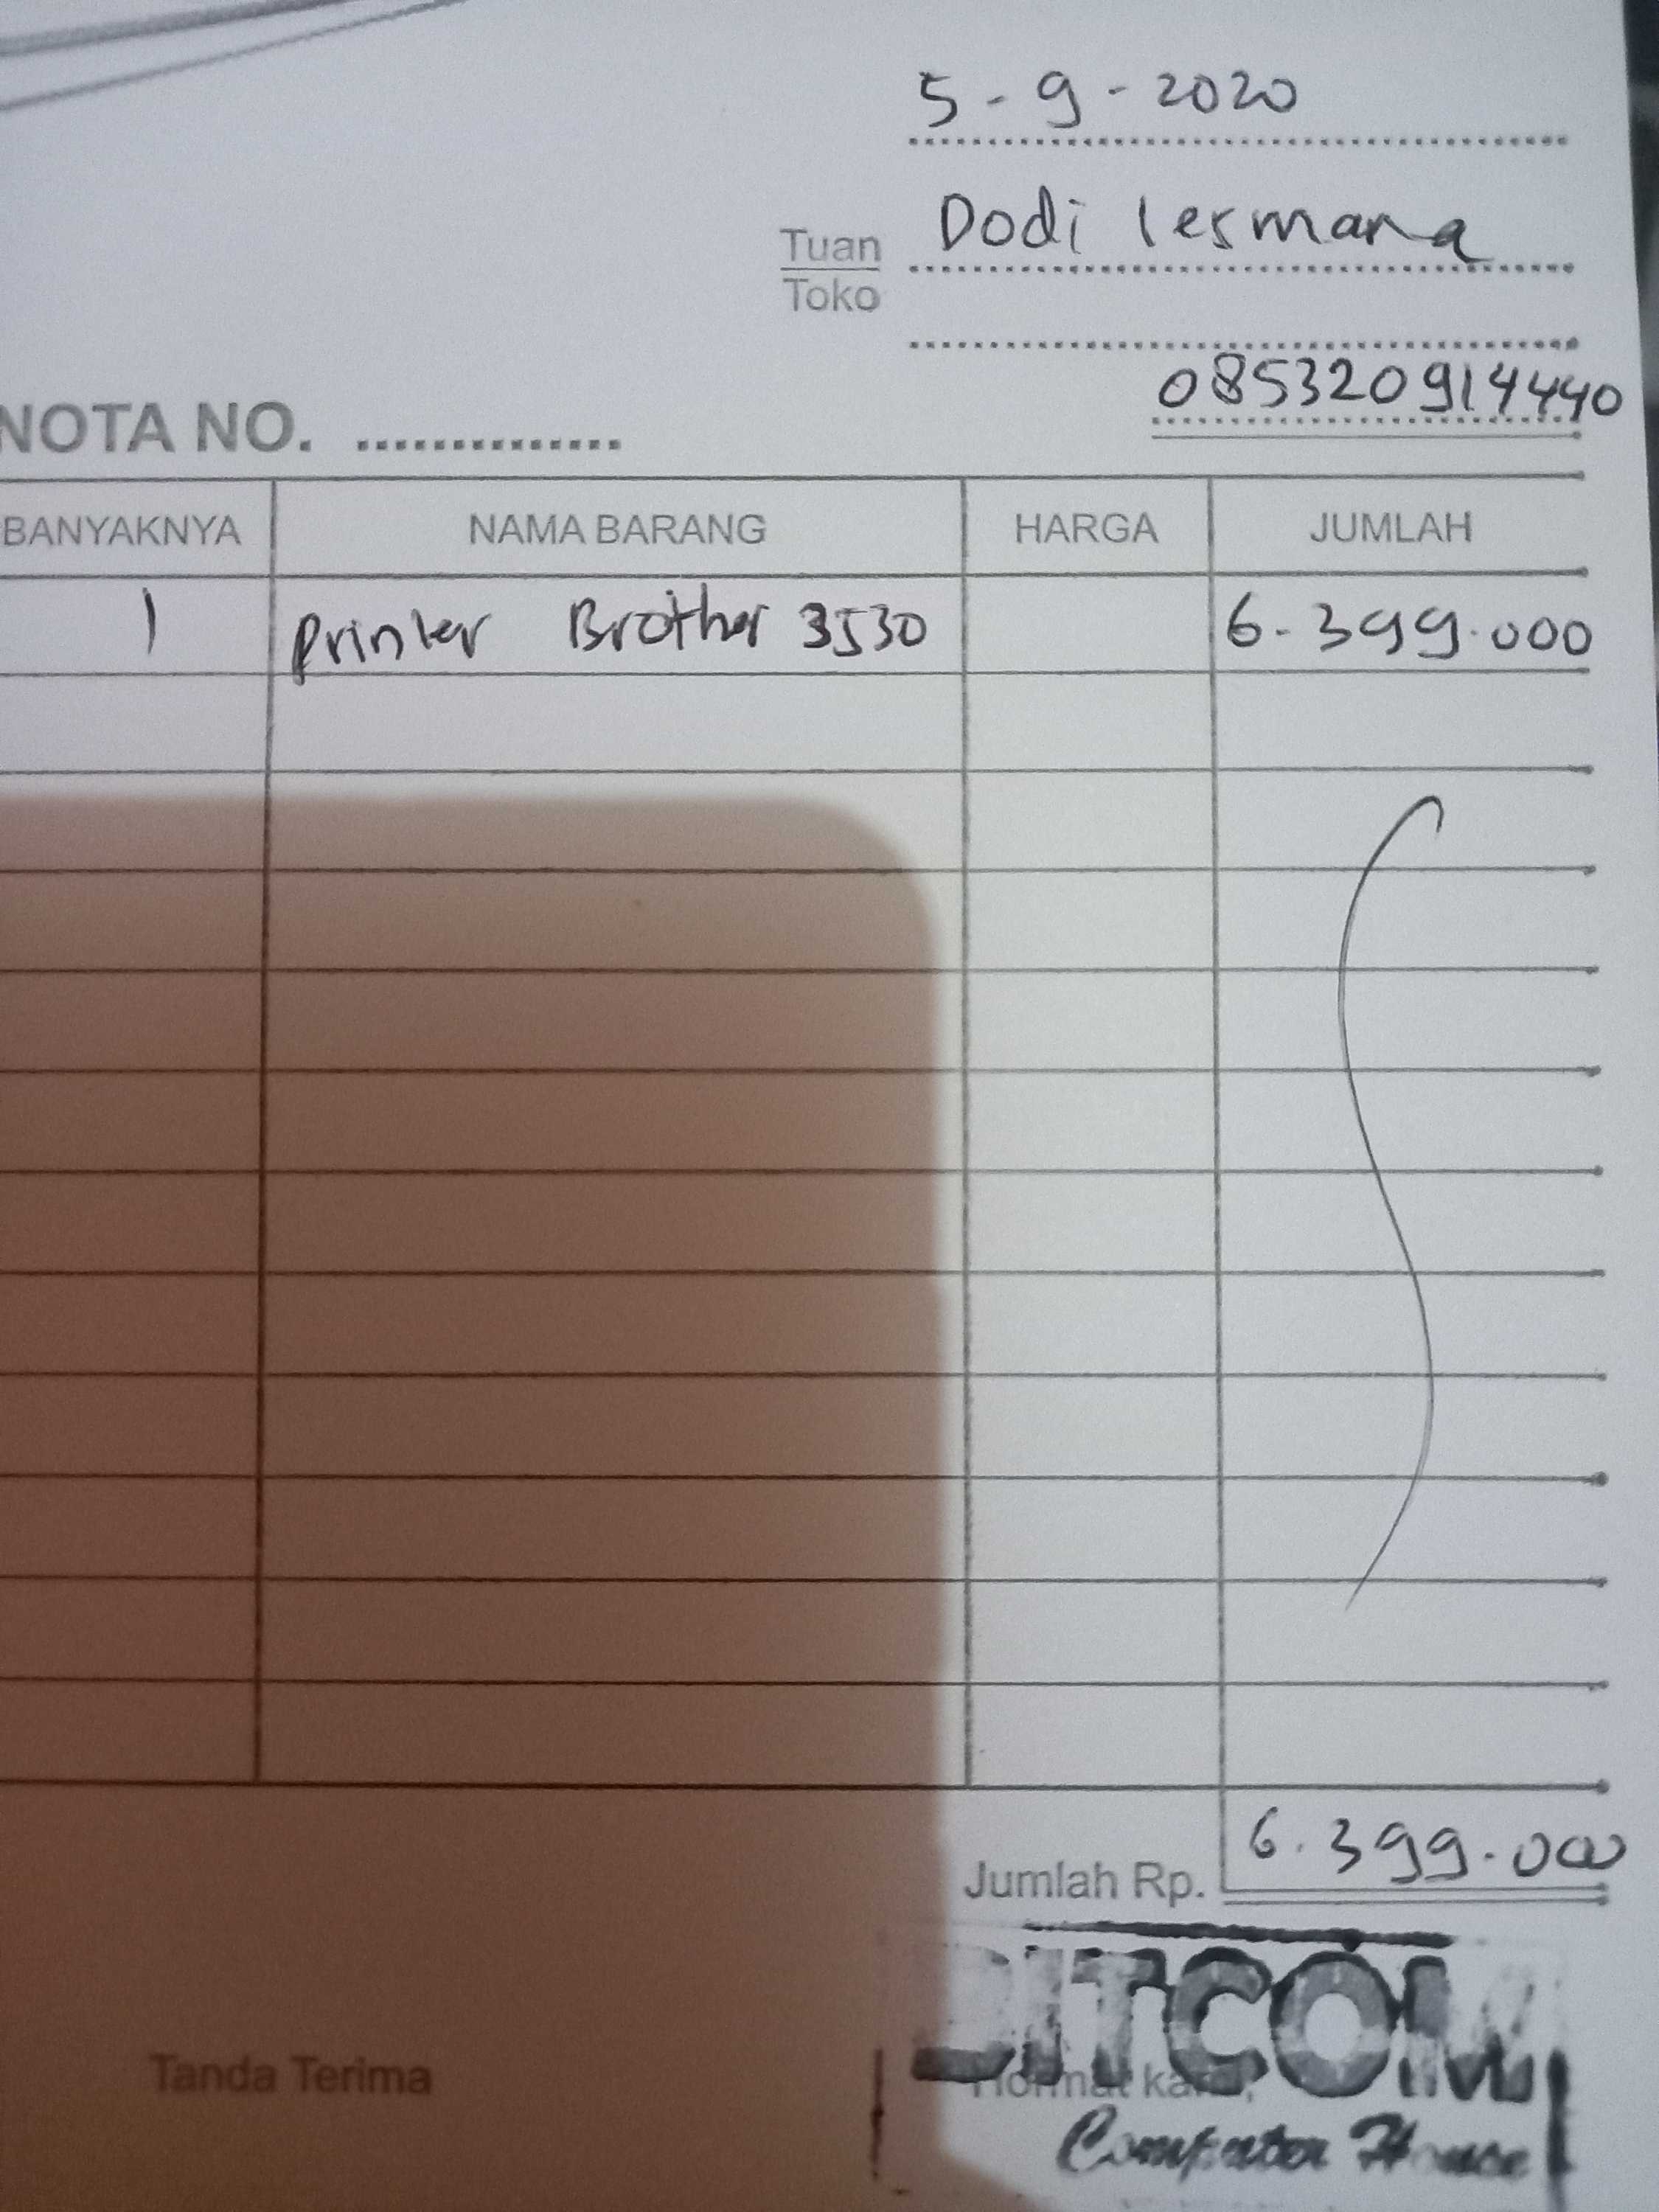 5-9-2020
Tuan Dodi lesmana
Toko
085320914440
NOTA NO. ..............
BANYAKNYA NAMA BARANG HARGA JUMLAH
1 printer Brother 3530 6.399.000
Jumlah Rp. 6.399.000
Tanda Terima Hormat kami,
Computer House